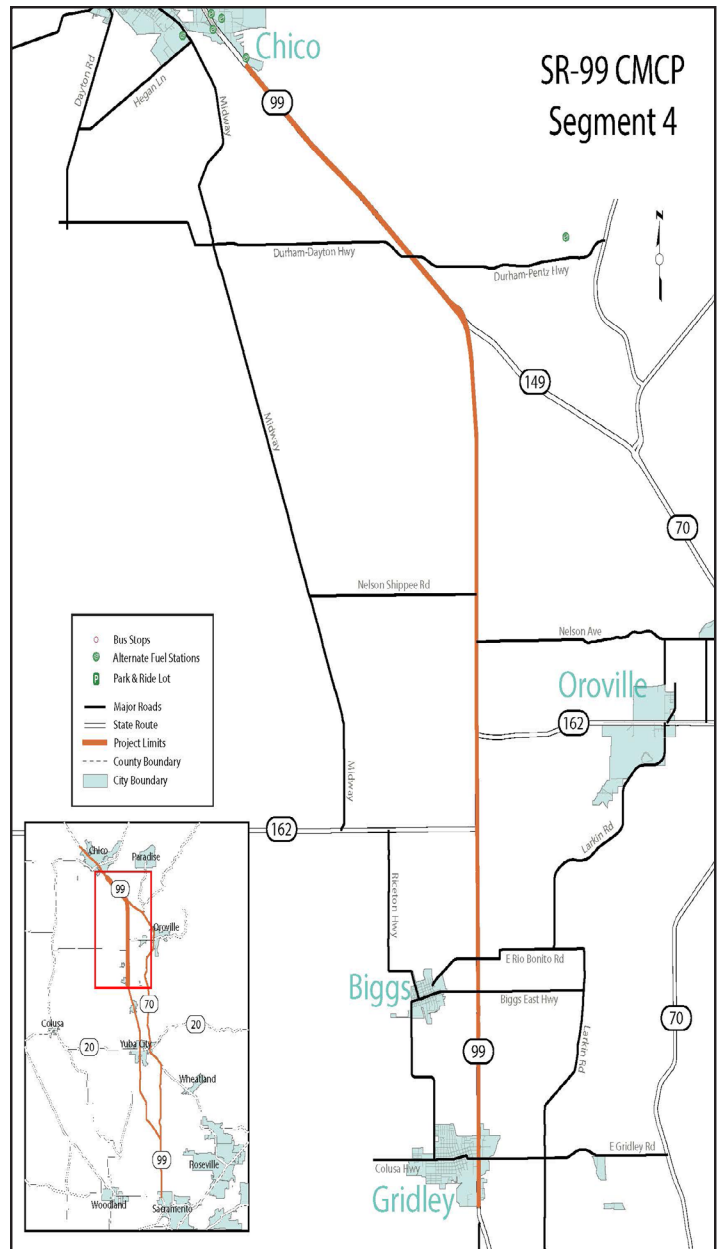 Chico
SR-99 CMCP
Segment 4
99
Dayton Rd
Hegan Ln
Midway
N
Durham-Dayton Hwy
Durham-Pentz Hwy
149
Midway
70
Nelson Shippee Rd
Nelson Ave
Bus Stops
Alternate Fuel Stations
P
Park & Ride Lot
Major Roads
State Route
Project Limits
County Boundary
City Boundary
Oroville
162
Midway
162
Larkin Rd
Riceton Hwy
E Rio Bonito Rd
Biggs
Biggs East Hwy
99
70
Larkin Rd
E Gridley Rd
Colusa Hwy
Gridley
Chico
Paradise
99
Oroville
70
Colusa
20
20
Yuba City
Wheatland
99
Roseville
Woodland
Sacramento